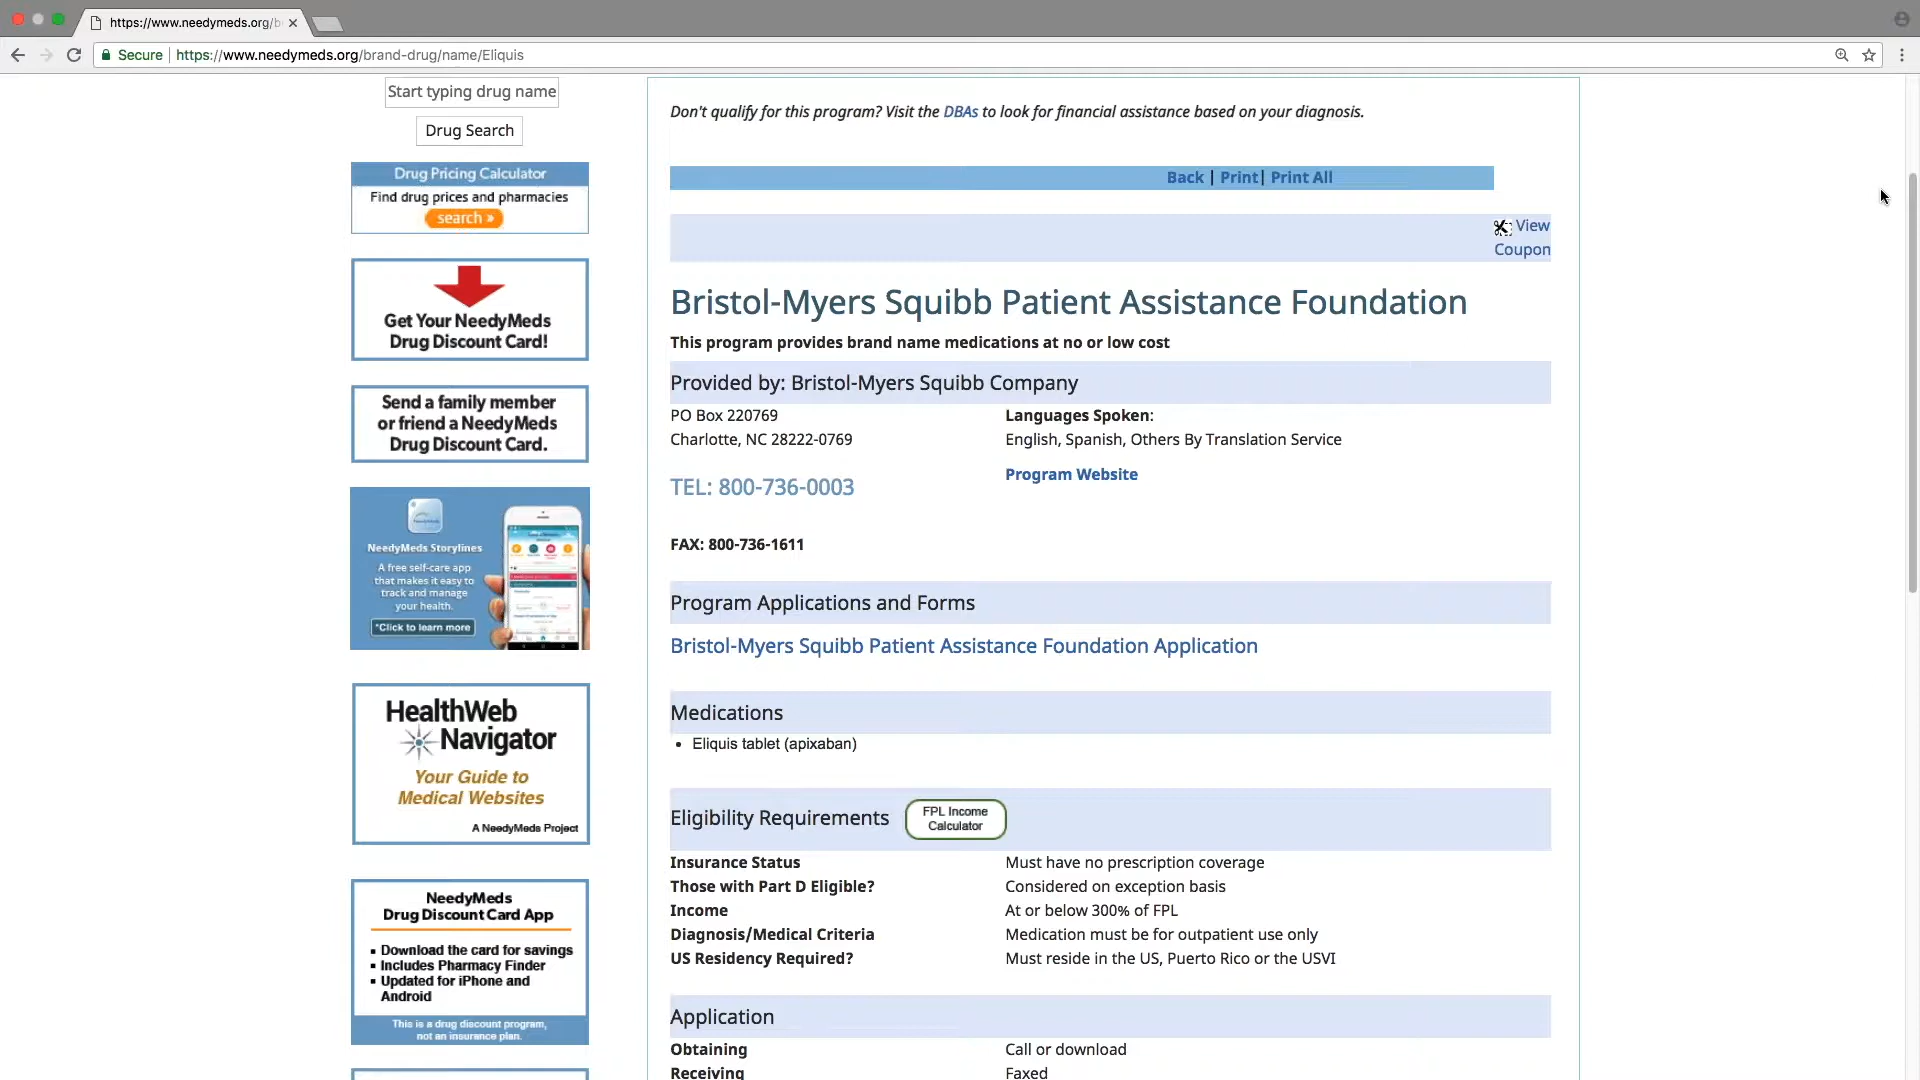 https://www.needymeds.org/b
Secure | https://www.needymeds.org/brand-drug/name/Eliquis
Start typing drug name
Drug Search
Drug Pricing Calculator
Find drug prices and pharmacies
search »
Get Your NeedyMeds
Drug Discount Card!
Send a family member
or friend a NeedyMeds
Drug Discount Card.
NeedyMeds Storylines
A free self-care app
that makes it easy to
track and manage
your health.
*Click to learn more
HealthWeb
Navigator
Your Guide to
Medical Websites
A NeedyMeds Project
NeedyMeds
Drug Discount Card App
▪ Download the card for savings
▪ Includes Pharmacy Finder
▪ Updated for iPhone and
Android
This is a drug discount program,
not an insurance plan.
Don't qualify for this program? Visit the DBAs to look for financial assistance based on your diagnosis.
Back | Print| Print All
View
Coupon
Bristol-Myers Squibb Patient Assistance Foundation
This program provides brand name medications at no or low cost
Provided by: Bristol-Myers Squibb Company
PO Box 220769
Charlotte, NC 28222-0769
Languages Spoken:
English, Spanish, Others By Translation Service
Program Website
TEL: 800-736-0003
FAX: 800-736-1611
Program Applications and Forms
Bristol-Myers Squibb Patient Assistance Foundation Application
Medications
• Eliquis tablet (apixaban)
Eligibility Requirements
FPL Income
Calculator
Insurance Status Must have no prescription coverage
Those with Part D Eligible? Considered on exception basis
Income At or below 300% of FPL
Diagnosis/Medical Criteria Medication must be for outpatient use only
US Residency Required? Must reside in the US, Puerto Rico or the USVI
Application
Obtaining Call or download
Receiving Faxed